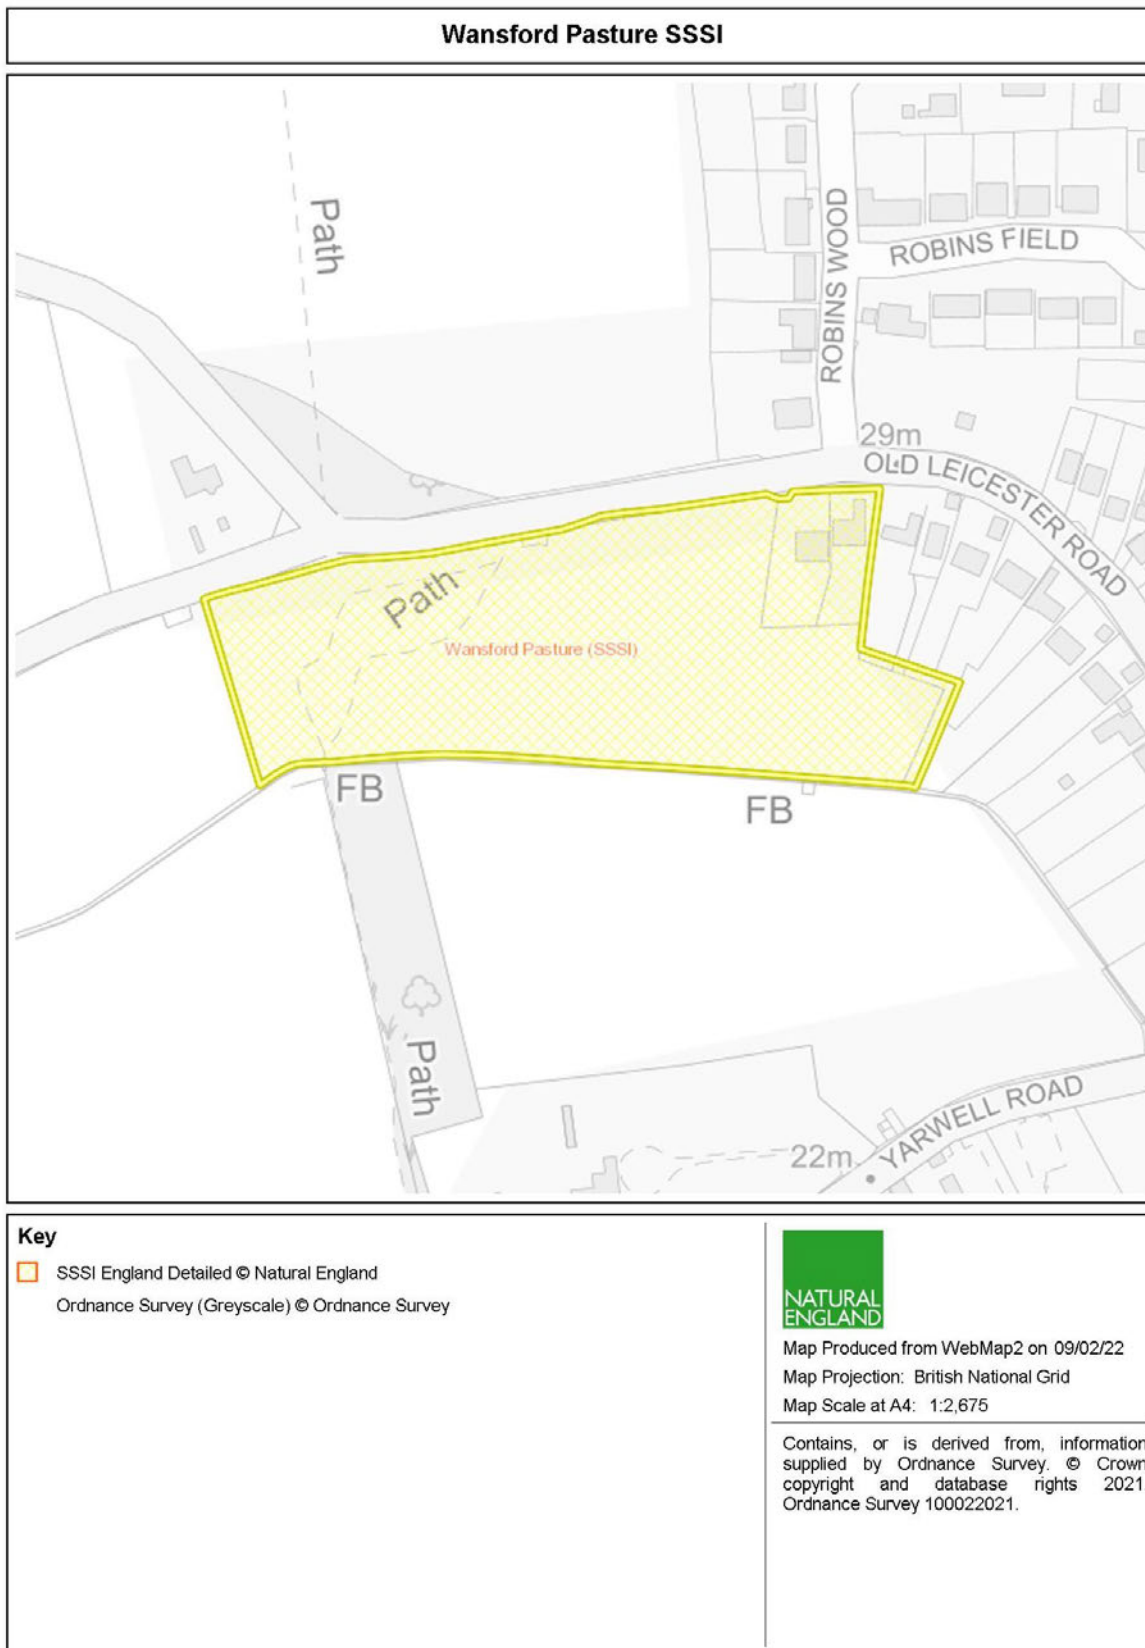 Wansford Pasture SSSI
Path
ROBINS WOOD
ROBINS FIELD
29m
OLD LEICESTER ROAD
Path
Wansford Pasture (SSSI)
FB
FB
Path
22m
YARWELL ROAD
Key
SSSI England Detailed © Natural England
Ordnance Survey (Greyscale) © Ordnance Survey
NATURAL
ENGLAND
Map Produced from WebMap2 on 09/02/22
Map Projection: British National Grid
Map Scale at A4: 1:2,675
Contains, or is derived from, information
supplied by Ordnance Survey. © Crown
copyright and database rights 2021
Ordnance Survey 100022021.